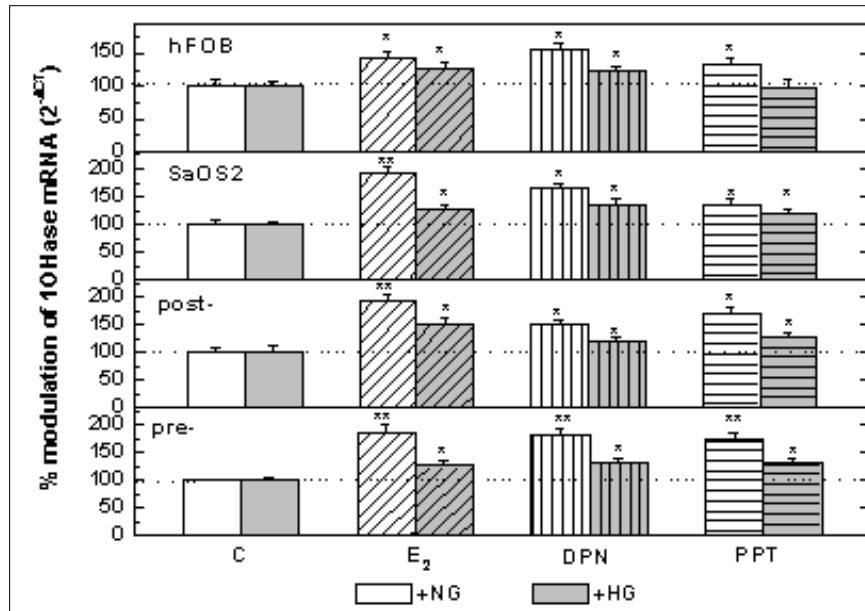 % modulation of 1OHase mRNA (2^-ΔCT)
hFOB
150
100
50
0
* * * * *
SaOS2
200
150
100
50
0
** * * * * *
post-
200
150
100
50
0
** * * * * *
pre-
200
150
100
50
0
** * ** * ** *
C E₂ DPN PPT
+NG +HG